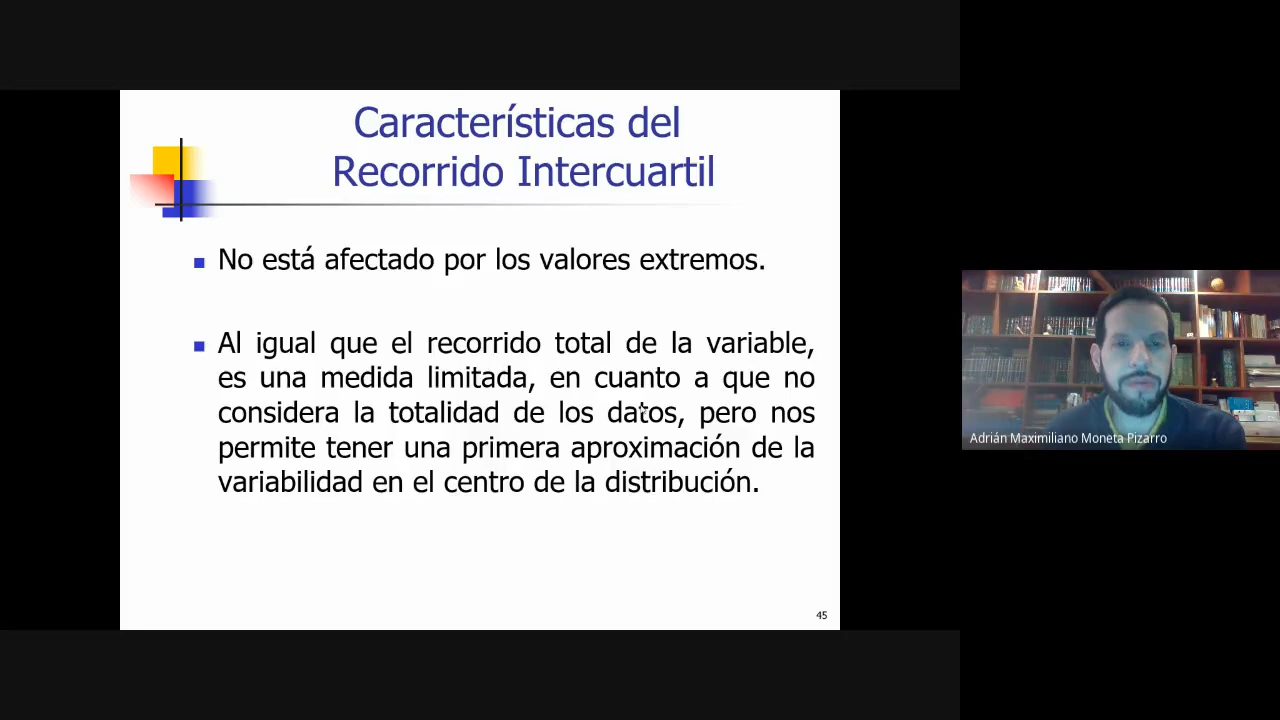 Características del
Recorrido Intercuartil
No está afectado por los valores extremos.
Al igual que el recorrido total de la variable,
es una medida limitada, en cuanto a que no
considera la totalidad de los datos, pero nos
permite tener una primera aproximación de la
variabilidad en el centro de la distribución.
45
Adrián Maximiliano Moneta Pizarro